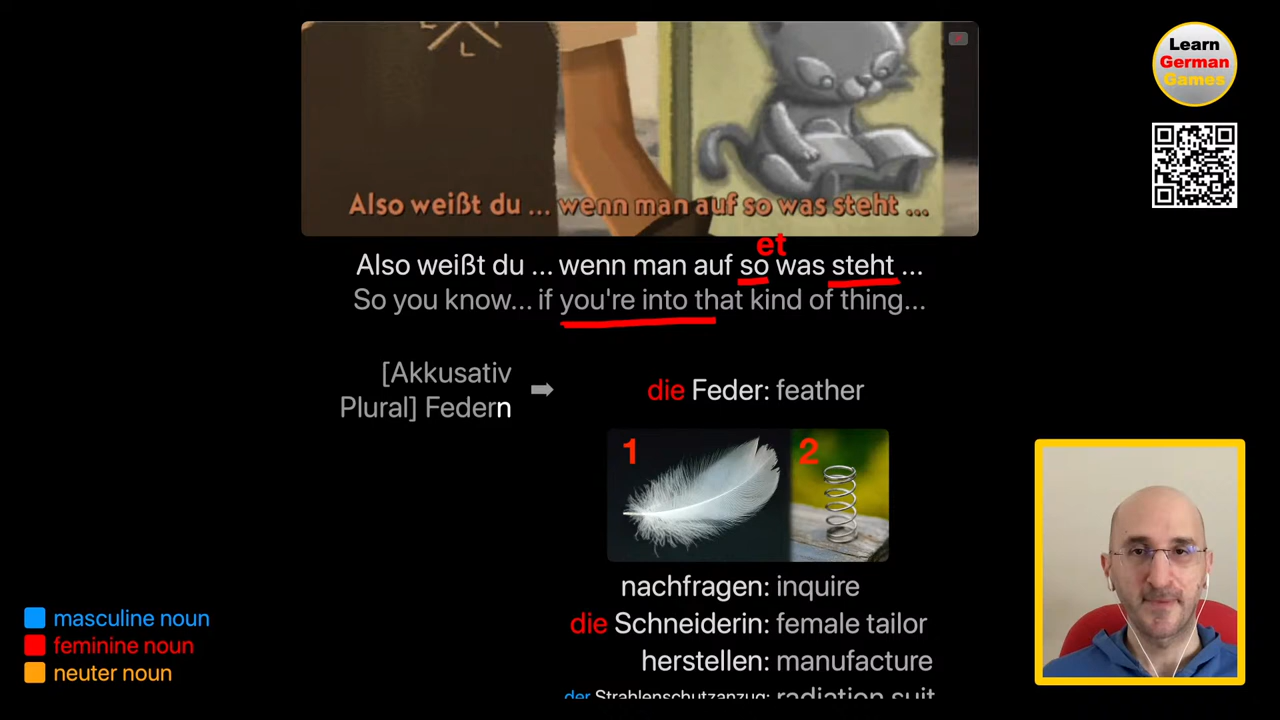 Learn
German
Games
L
Also weißt du ... wenn man auf so was steht ...
et
Also weißt du ... wenn man auf so was steht ...
So you know... if you're into that kind of thing...
[Akkusativ
Plural] Federn
➡
die Feder: feather
1
2
nachfragen: inquire
die Schneiderin: female tailor
herstellen: manufacture
der Strahlenschutzanzug: radiation suit
masculine noun
feminine noun
neuter noun